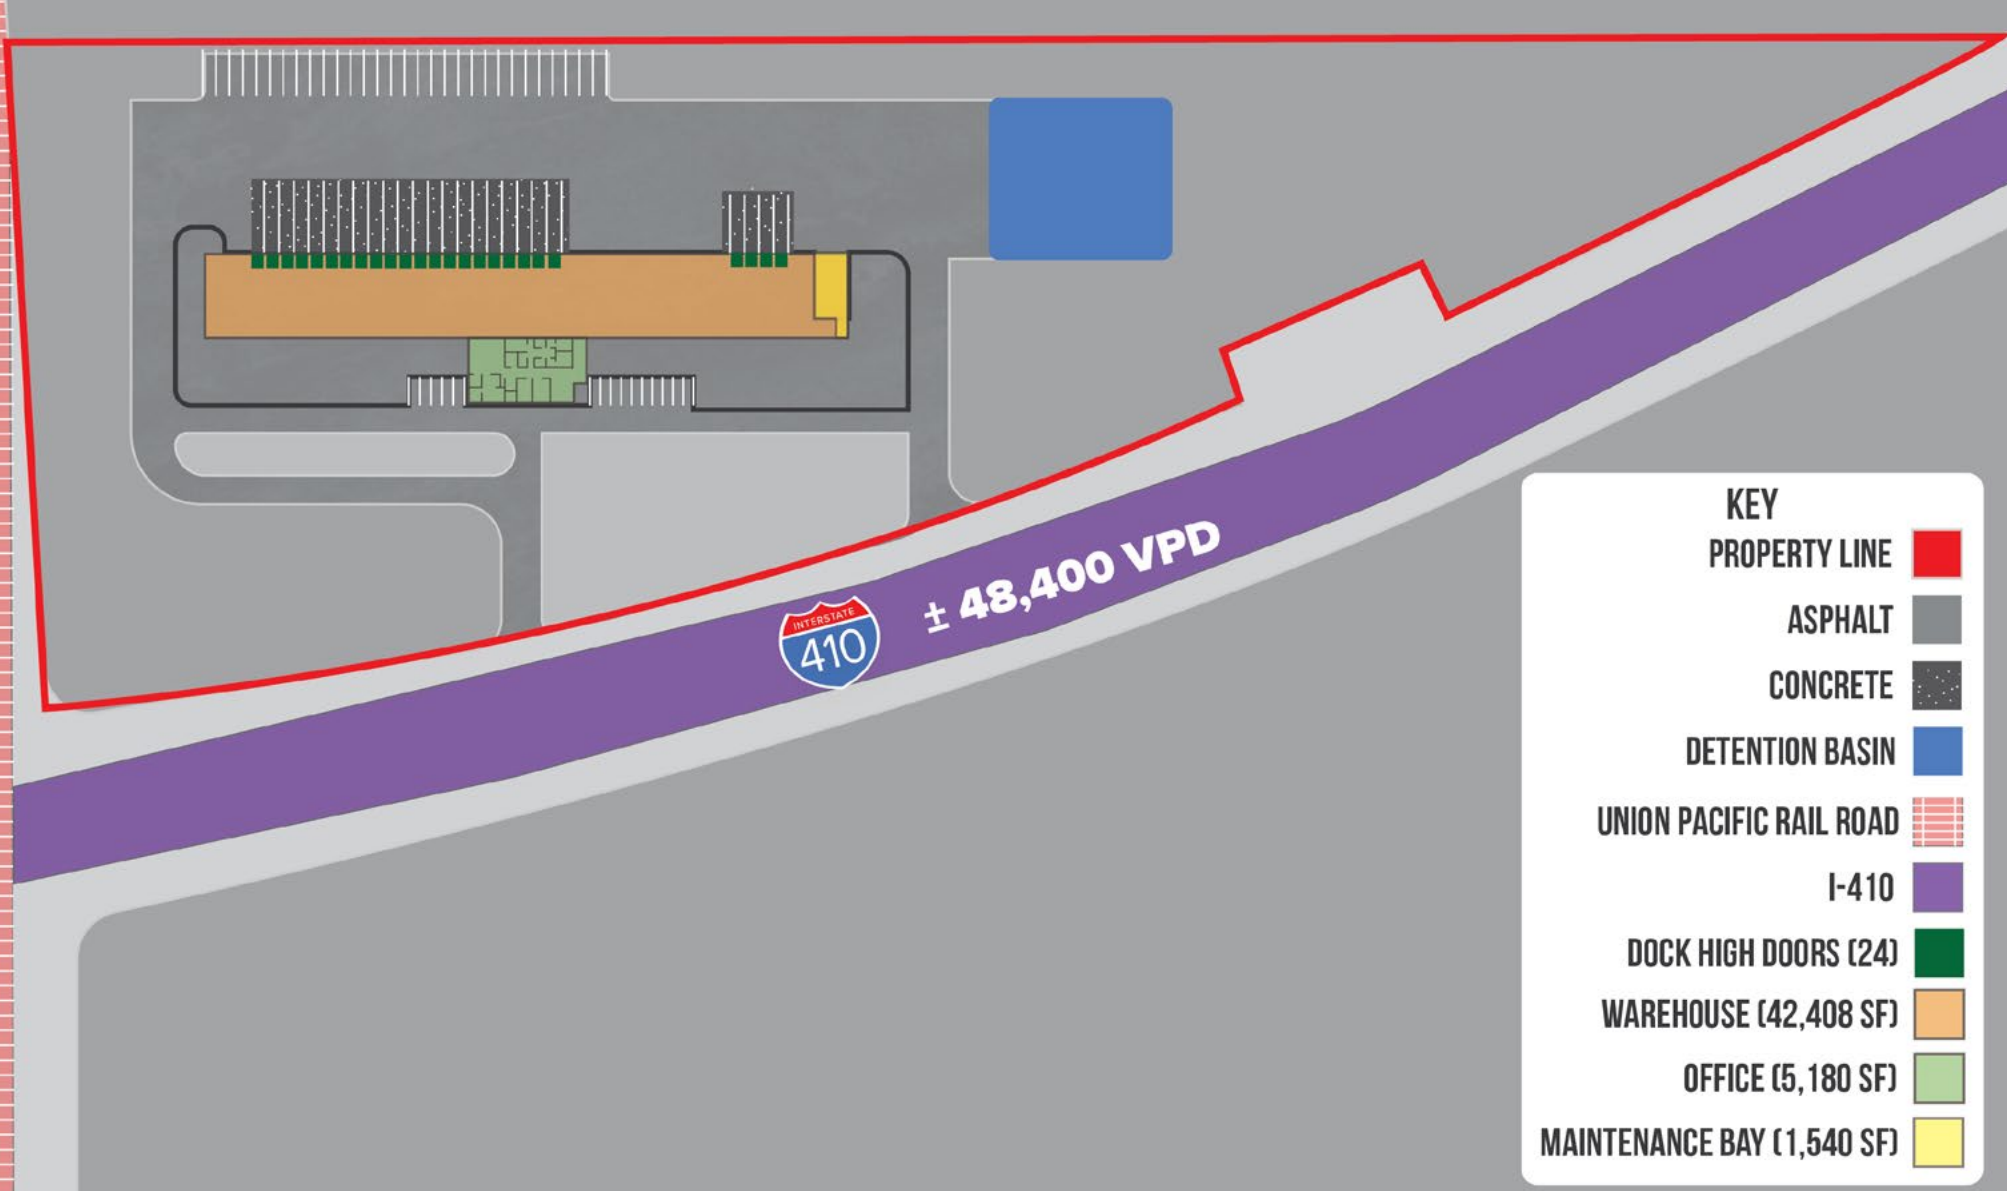 INTERSTATE
410
± 48,400 VPD
KEY
PROPERTY LINE
ASPHALT
CONCRETE
DETENTION BASIN
UNION PACIFIC RAIL ROAD
I-410
DOCK HIGH DOORS (24)
WAREHOUSE (42,408 SF)
OFFICE (5,180 SF)
MAINTENANCE BAY (1,540 SF)